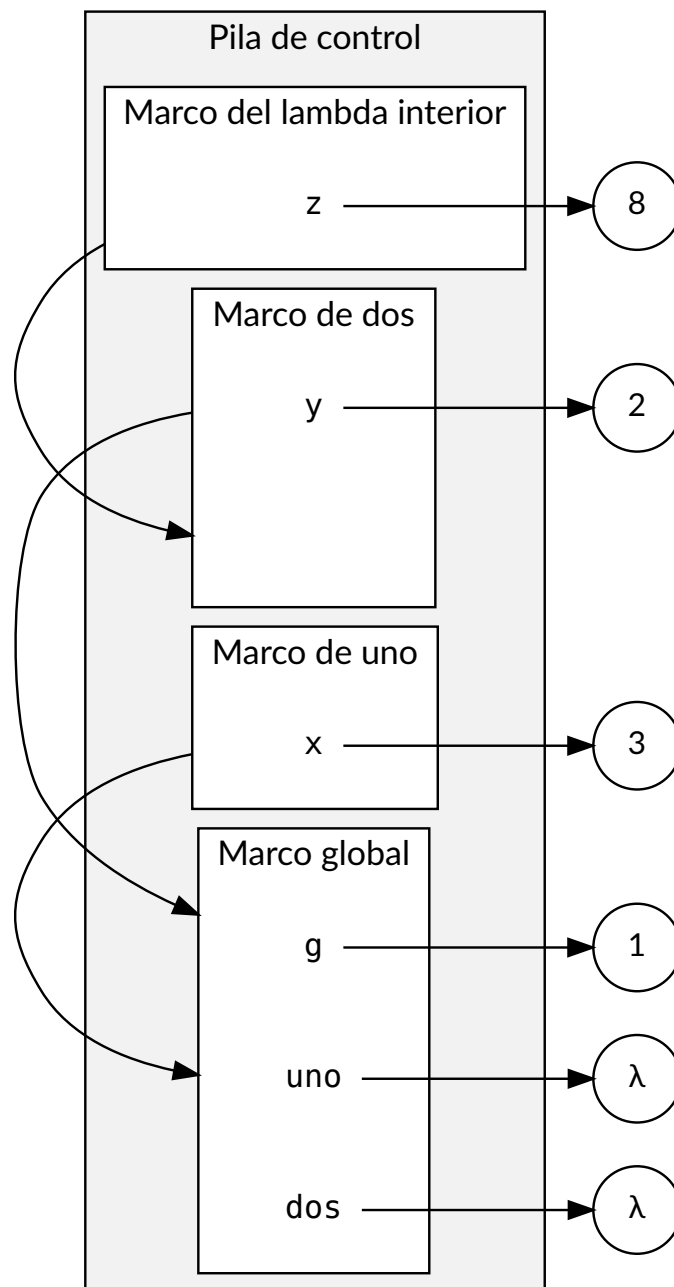 Pila de control
Marco del lambda interior
z 8
Marco de dos
y 2
Marco de uno
x 3
Marco global
g 1
uno λ
dos λ